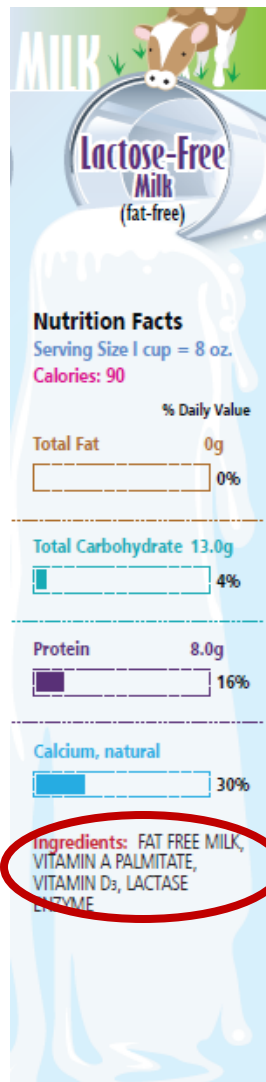 MILK
Lactose-Free
Milk
(fat-free)
Nutrition Facts
Serving Size I cup = 8 oz.
Calories: 90
% Daily Value
Total Fat 0g
0%
Total Carbohydrate 13.0g
4%
Protein 8.0g
16%
Calcium, natural
30%
Ingredients: FAT FREE MILK,
VITAMIN A PALMITATE,
VITAMIN D₃, LACTASE
ENZYME